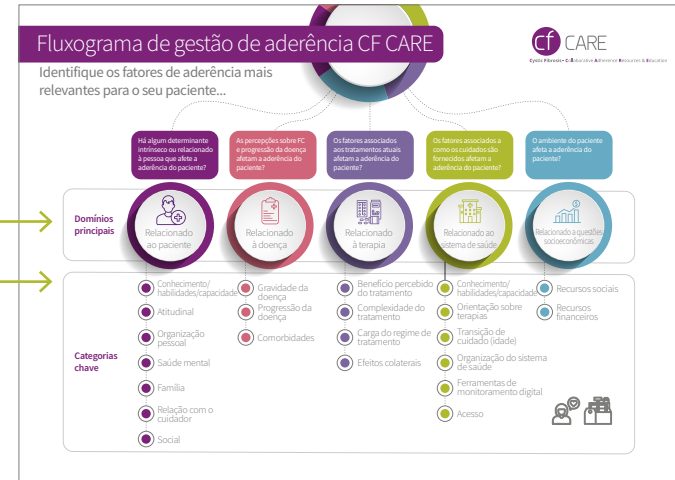 Fluxograma de gestão de aderência CF CARE
cf CARE
Cystic Fibrosis • Collaborative Adherence Resources & Education
Identifique os fatores de aderência mais
relevantes para o seu paciente...
Há algum determinante
intrínseco ou relacionado
à pessoa que afete a
aderência do paciente?
As percepções sobre FC
e progressão da doença
afetam a aderência do
paciente?
Os fatores associados
aos tratamentos atuais
afetam a aderência do
paciente?
Os fatores associados a
como os cuidados são
fornecidos afetam a
aderência do paciente?
O ambiente do paciente
afeta a aderência do
paciente?
Domínios
principais
Relacionado
ao paciente
Relacionado
à doença
Relacionado
à terapia
Relacionado ao
sistema de saúde
Relacionado a questões
socioeconômicas
Categorias
chave
Conhecimento/
habilidades/capacidade
Atitudinal
Organização
pessoal
Saúde mental
Família
Relação com o
cuidador
Social
Gravidade da
doença
Progressão da
doença
Comorbidades
Benefício percebido
do tratamento
Complexidade do
tratamento
Carga do regime de
tratamento
Efeitos colaterais
Conhecimento/
habilidades/capacidade
Orientação sobre
terapias
Transição de
cuidado (idade)
Organização do sistema
de saúde
Ferramentas de
monitoramento digital
Acesso
Recursos sociais
Recursos
financeiros